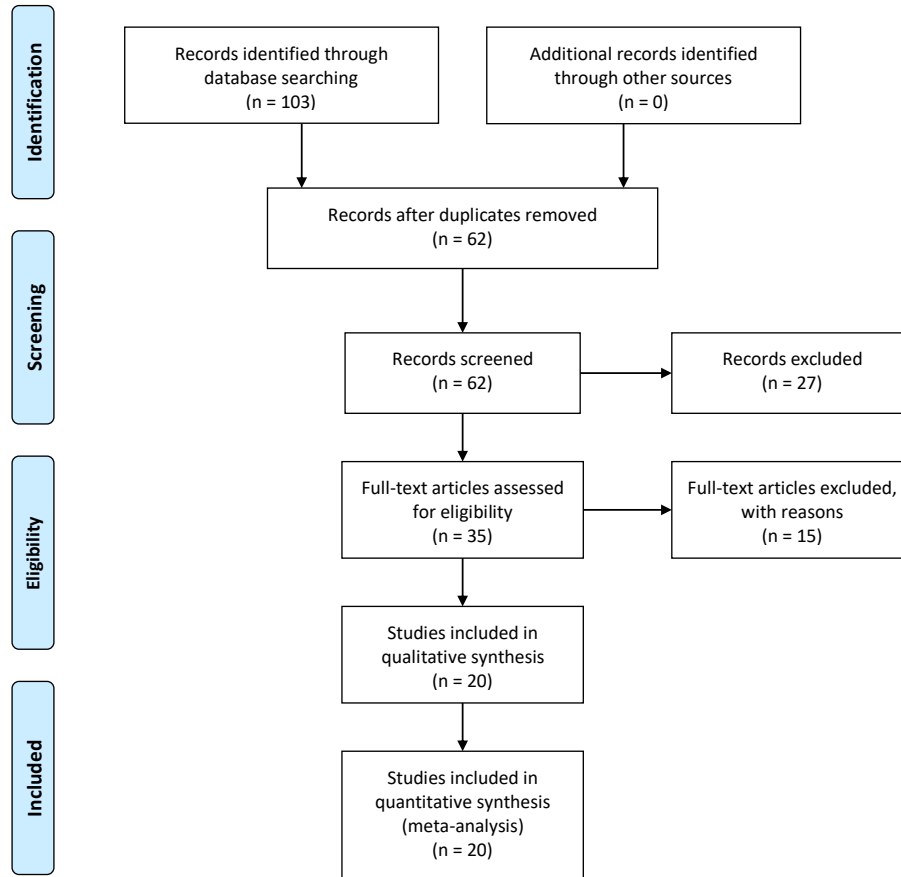 Identification
Records identified through
database searching
(n = 103)
Additional records identified
through other sources
(n = 0)
Records after duplicates removed
(n = 62)
Screening
Records screened
(n = 62)
Records excluded
(n = 27)
Eligibility
Full-text articles assessed
for eligibility
(n = 35)
Full-text articles excluded,
with reasons
(n = 15)
Studies included in
qualitative synthesis
(n = 20)
Included
Studies included in
quantitative synthesis
(meta-analysis)
(n = 20)